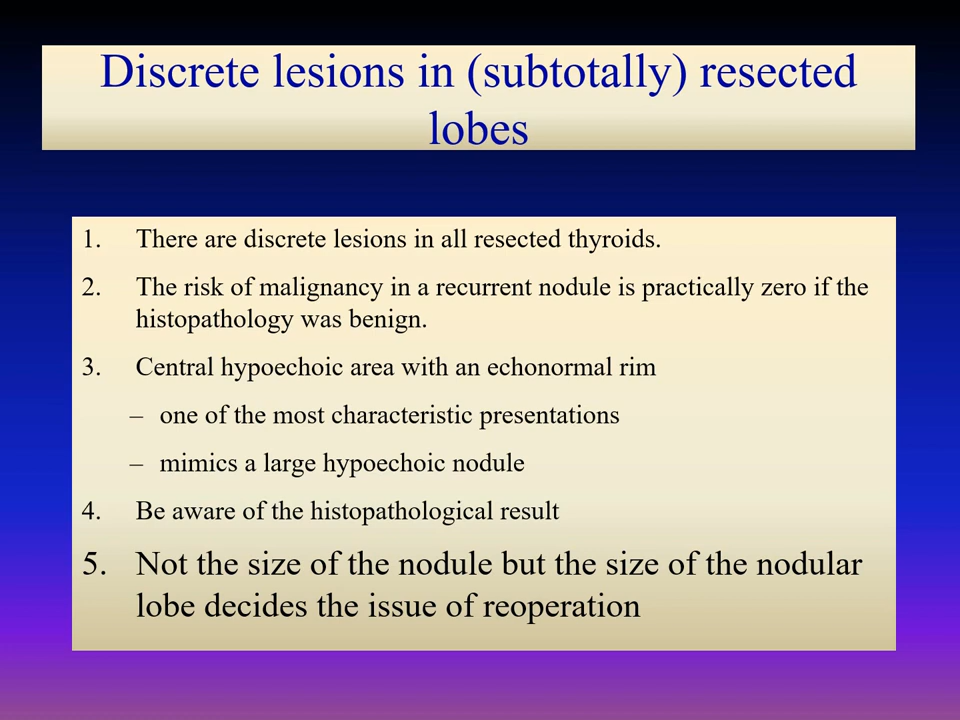 Discrete lesions in (subtotally) resected
lobes
1. There are discrete lesions in all resected thyroids.
2. The risk of malignancy in a recurrent nodule is practically zero if the
histopathology was benign.
3. Central hypoechoic area with an echonormal rim
– one of the most characteristic presentations
– mimics a large hypoechoic nodule
4. Be aware of the histopathological result
5. Not the size of the nodule but the size of the nodular
lobe decides the issue of reoperation